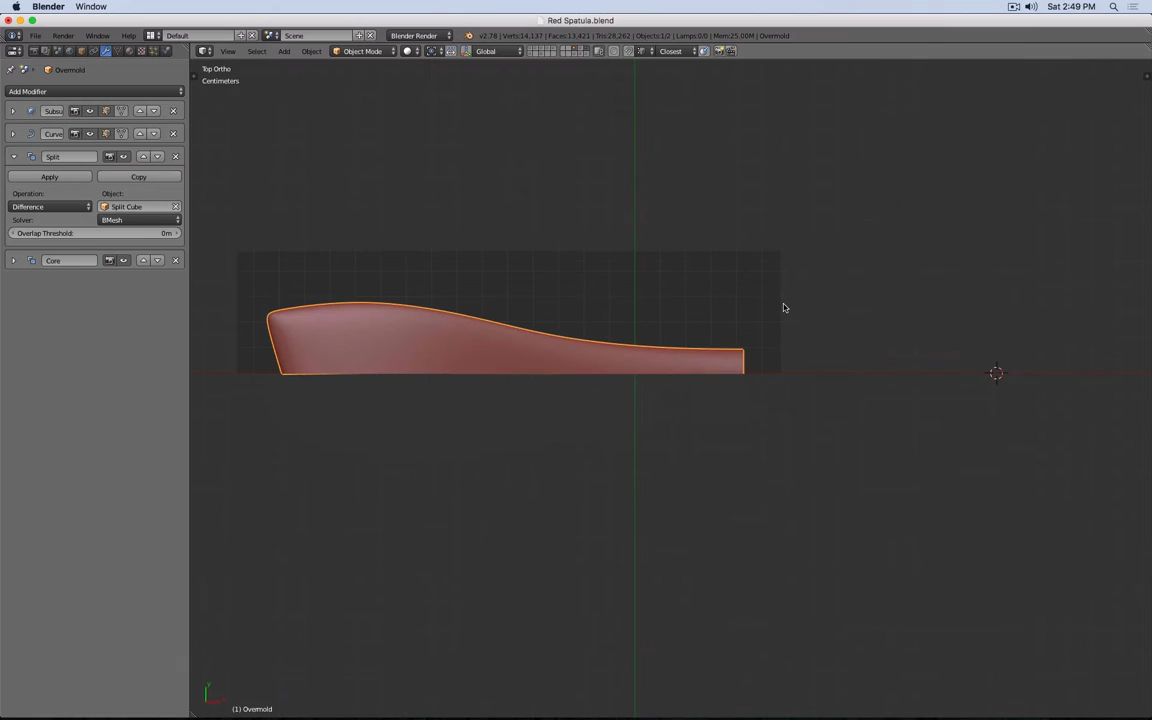 Blender Window Sat 2:49 PM
Red Spatula.blend
File Render Window Help Default Scene Blender Render v2.78 | Verts:14,137 | Faces:13,421 | Tris:28,262 | Objects:1/2 | Lamps:0/0 | Mem:25.00M | Overmold
View Select Add Object Object Mode Global Closest
Overmold
Top Ortho
Centimeters
Add Modifier
Subsu
Curve
Split
Apply Copy
Operation: Object:
Difference Split Cube
Solver: BMesh
Overlap Threshold: 0m
Core
(1) Overmold